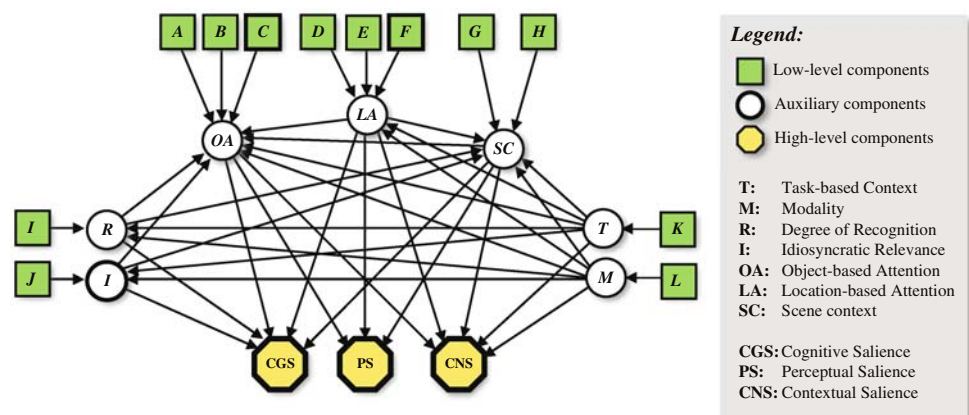 A B C D E F G H
LA
OA
SC
I R T K
J I M L
CGS PS CNS
Legend:
Low-level components
Auxiliary components
High-level components
T: Task-based Context
M: Modality
R: Degree of Recognition
I: Idiosyncratic Relevance
OA: Object-based Attention
LA: Location-based Attention
SC: Scene context
CGS: Cognitive Salience
PS: Perceptual Salience
CNS: Contextual Salience